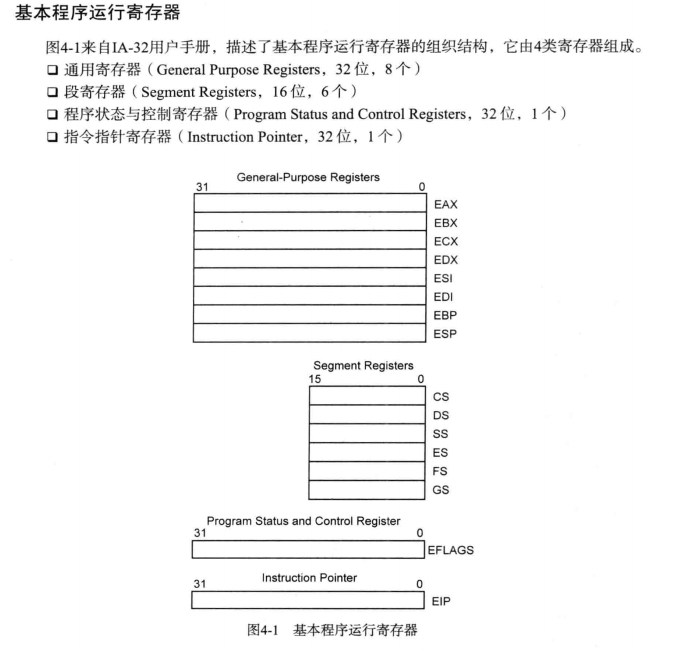 基本程序运行寄存器
图4-1来自IA-32用户手册，描述了基本程序运行寄存器的组织结构，它由4类寄存器组成。
□ 通用寄存器（General Purpose Registers，32位，8个）
□ 段寄存器（Segment Registers，16位，6个）
□ 程序状态与控制寄存器（Program Status and Control Registers，32位，1个）
□ 指令指针寄存器（Instruction Pointer，32位，1个）
General-Purpose Registers
31 0
EAX
EBX
ECX
EDX
ESI
EDI
EBP
ESP
Segment Registers
15 0
CS
DS
SS
ES
FS
GS
Program Status and Control Register
31 0
EFLAGS
Instruction Pointer
31 0
EIP
图4-1 基本程序运行寄存器